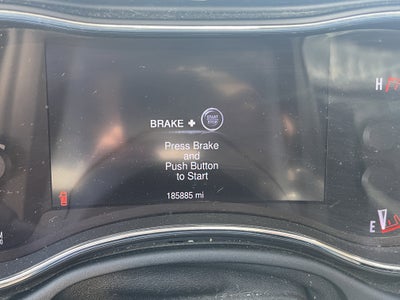 H
BRAKE + START STOP
Press Brake
and
Push Button
to Start
185885 mi
E